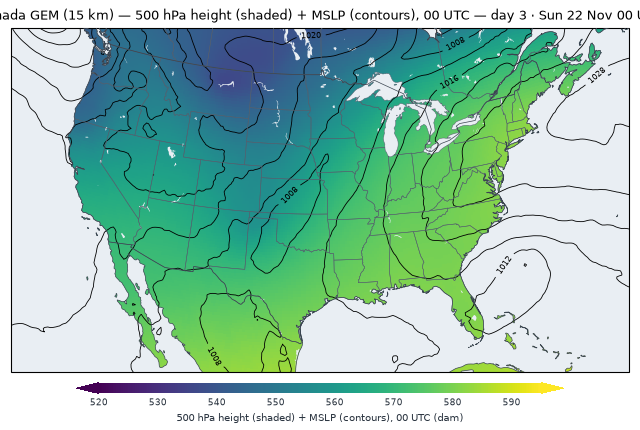 nada GEM (15 km) — 500 hPa height (shaded) + MSLP (contours), 00 UTC — day 3 · Sun 22 Nov 00 U
1020
1008
1016
1028
1008
1012
1008
520 530 540 550 560 570 580 590
500 hPa height (shaded) + MSLP (contours), 00 UTC (dam)